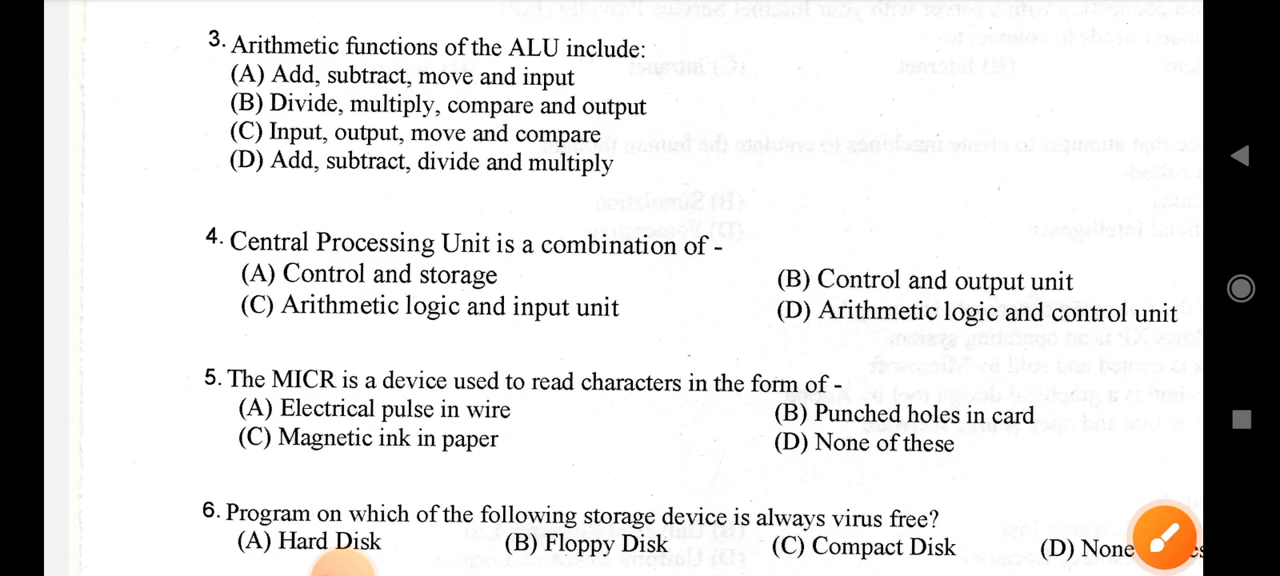 3. Arithmetic functions of the ALU include:
(A) Add, subtract, move and input
(B) Divide, multiply, compare and output
(C) Input, output, move and compare
(D) Add, subtract, divide and multiply
4. Central Processing Unit is a combination of -
(A) Control and storage (B) Control and output unit
(C) Arithmetic logic and input unit (D) Arithmetic logic and control unit
5. The MICR is a device used to read characters in the form of -
(A) Electrical pulse in wire (B) Punched holes in card
(C) Magnetic ink in paper (D) None of these
6. Program on which of the following storage device is always virus free?
(A) Hard Disk (B) Floppy Disk (C) Compact Disk (D) None